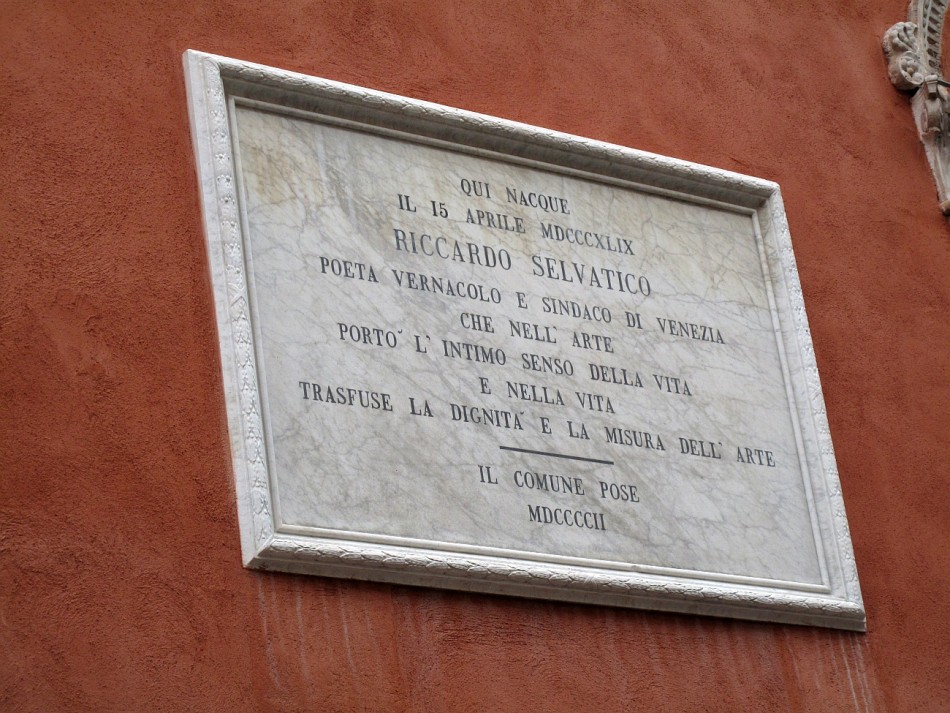 QUI NACQUE
IL 15 APRILE MDCCCXLIX
RICCARDO SELVATICO
POETA VERNACOLO E SINDACO DI VENEZIA
CHE NELL' ARTE
PORTO' L' INTIMO SENSO DELLA VITA
E NELLA VITA
TRASFUSE LA DIGNITA' E LA MISURA DELL' ARTE
IL COMUNE POSE
MDCCCCII